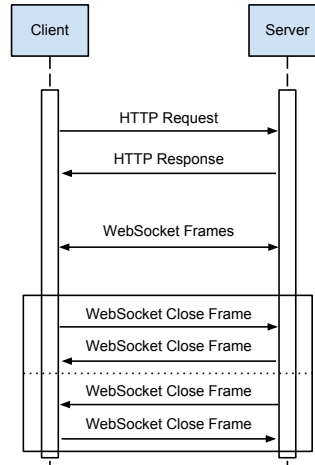 Client
Server
HTTP Request
HTTP Response
WebSocket Frames
WebSocket Close Frame
WebSocket Close Frame
WebSocket Close Frame
WebSocket Close Frame